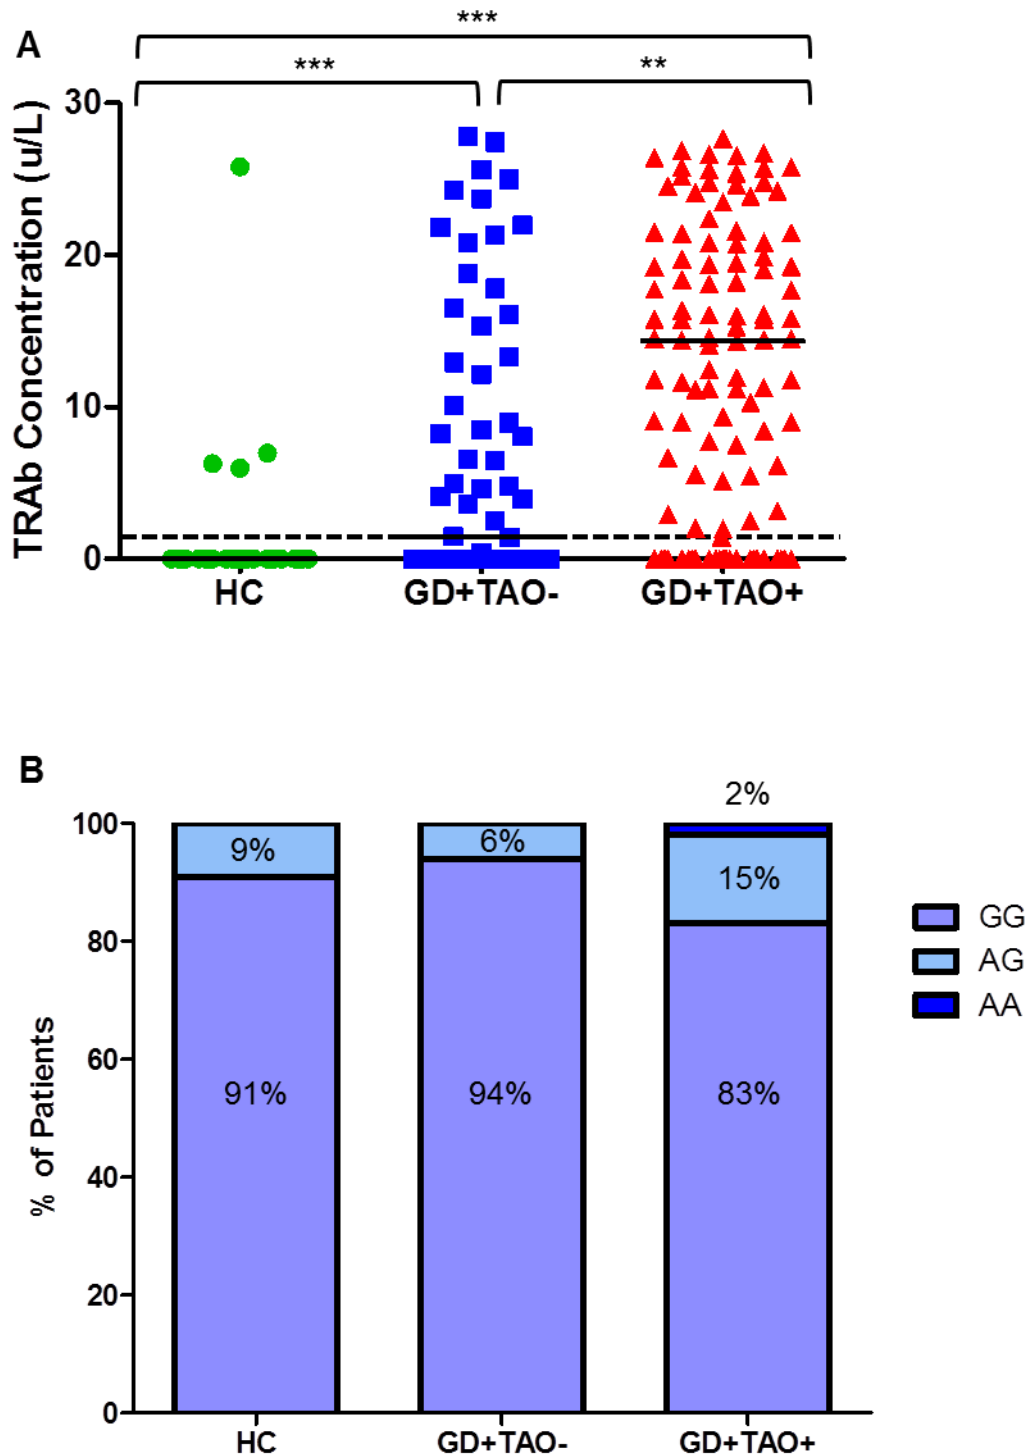 A
***
***
**
TRAb Concentration (u/L)
30
20
10
0
HC
GD+TAO-
GD+TAO+
B
2%
100
80
60
40
20
0
% of Patients
9%
6%
15%
91%
94%
83%
GG
AG
AA
HC
GD+TAO-
GD+TAO+